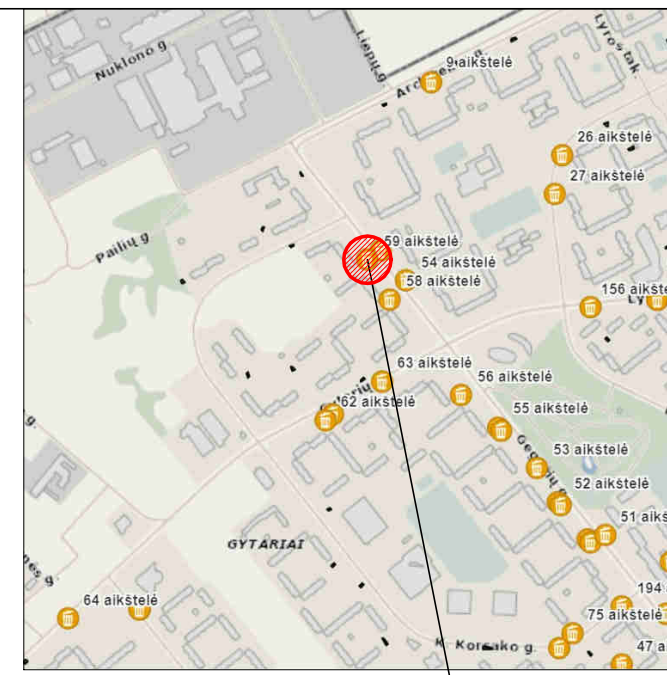 Nuklono g.
Liepų g.
Lyros tak.
9 aikštelė
26 aikštelė
27 aikštelė
Pailių g.
59 aikštelė
54 aikštelė
58 aikštelė
156 aikšte
63 aikštelė
56 aikštelė
62 aikštelė
55 aikštelė
53 aikštelė
52 aikštelė
51 aikš
GYTARIAI
194
64 aikštelė
75 aikštelė
K. Korsako g.
47 a